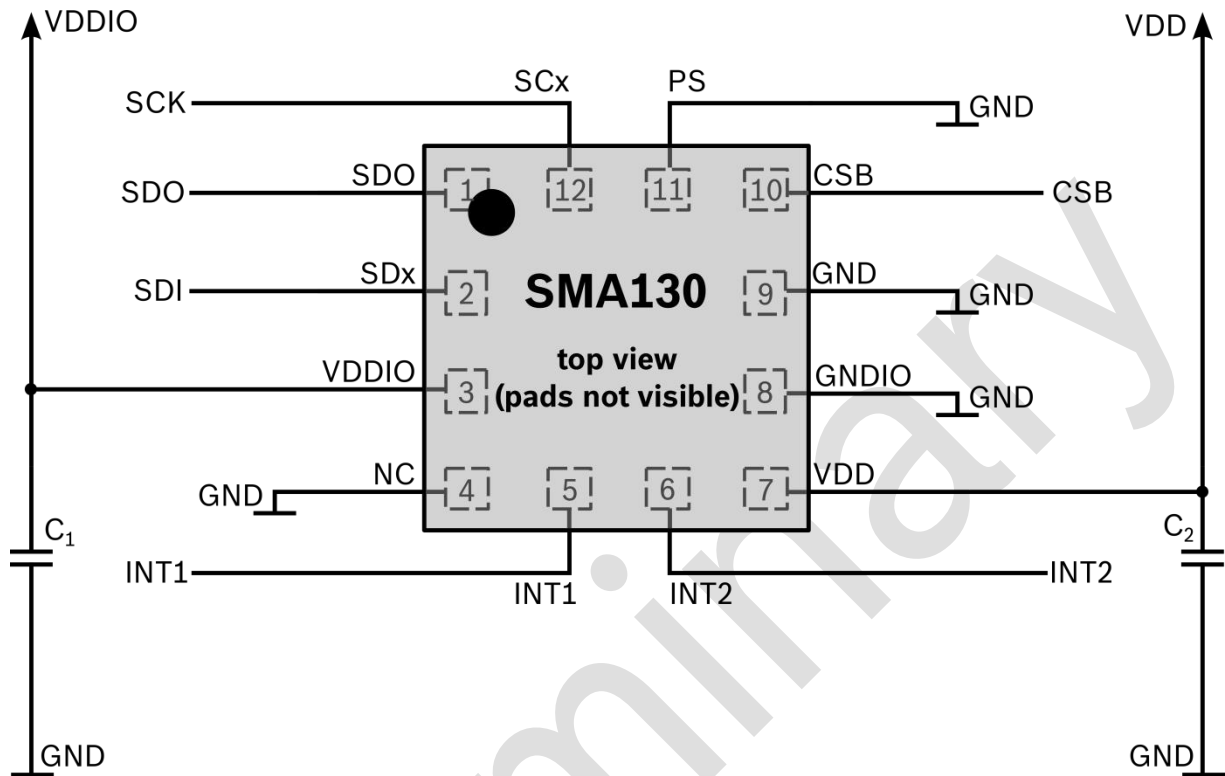 VDDIO
VDD
SCx
PS
SCK
GND
SDO
SDO
1
12
11
10
CSB
CSB
SDI
SDx
2
SMA130
9
GND
GND
top view
(pads not visible)
VDDIO
3
8
GNDIO
GND
NC
GND
4
5
6
7
VDD
C1
C2
INT1
INT1
INT2
INT2
GND
GND
minary